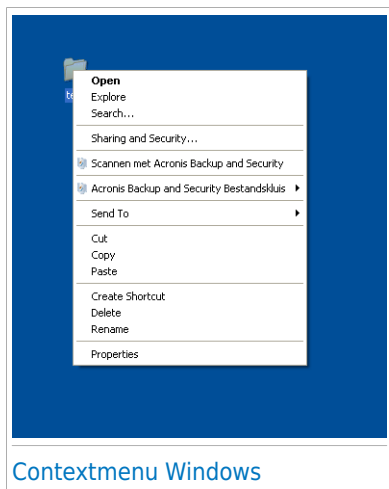 Open
Explore
Search...
Sharing and Security...
Scannen met Acronis Backup and Security
Acronis Backup and Security Bestandskluis
Send To
Cut
Copy
Paste
Create Shortcut
Delete
Rename
Properties
Contextmenu Windows